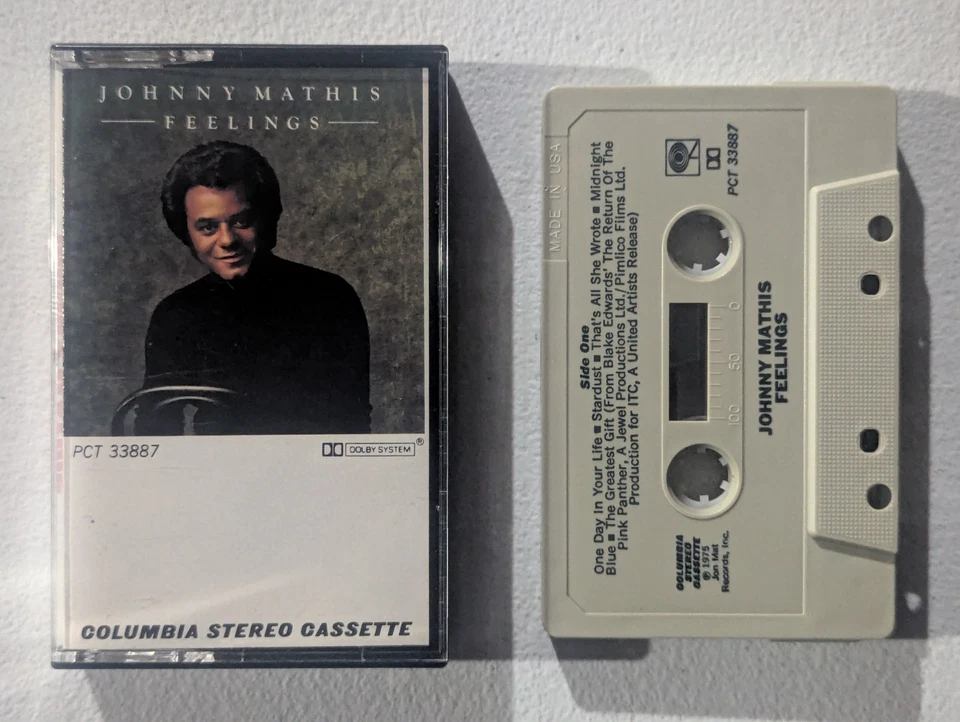 JOHNNY MATHIS
FEELINGS
PCT 33887
DOLBY SYSTEM®
COLUMBIA STEREO CASSETTE
MADE IN USA
Side One
One Day In Your Life ■ Stardust ■ That's All She Wrote ■ Midnight
Blue ■ The Greatest Gift (From Blake Edwards' The Return Of The
Pink Panther, A Jewel Productions Ltd./Pimlico Films Ltd.
Production for ITC, A United Artists Release)
COLUMBIA
STEREO
CASSETTE
℗ 1975
Jon Mat
Records, Inc.
100 50 0
PCT 33887
JOHNNY MATHIS
FEELINGS